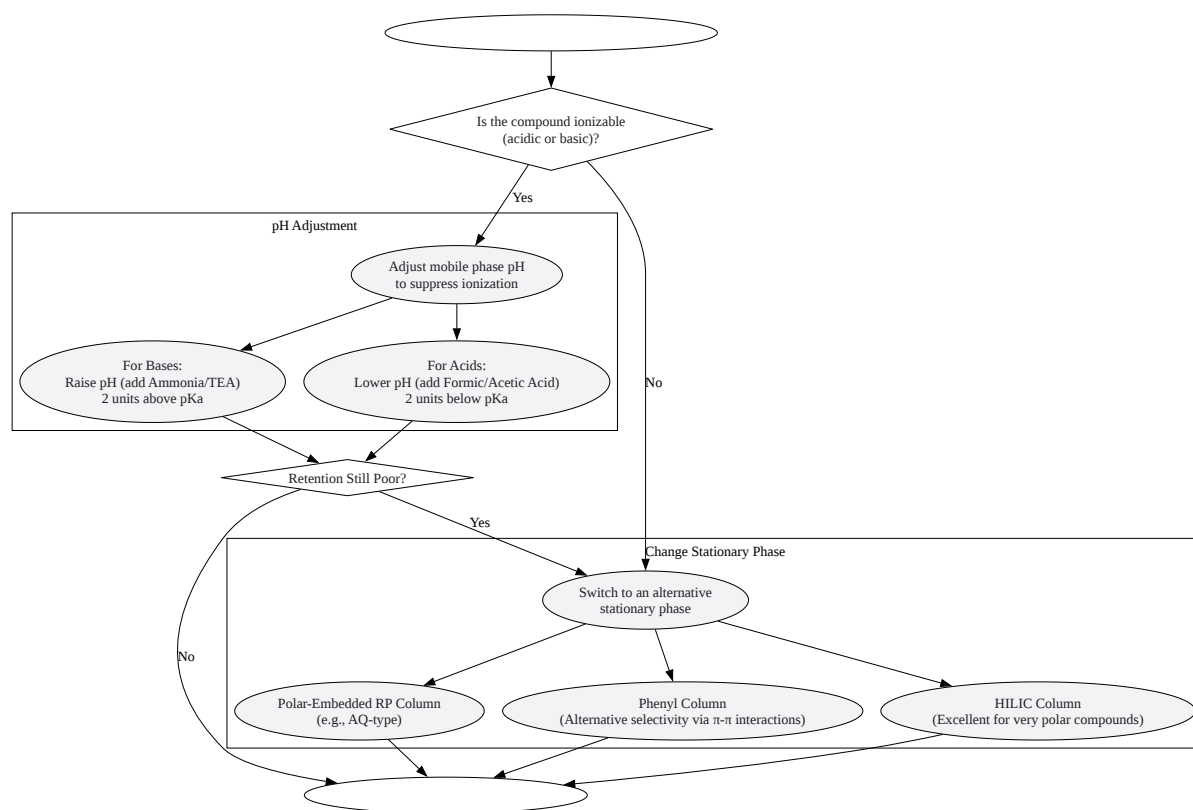 Is the compound ionizable
(acidic or basic)?
Yes
pH Adjustment
Adjust mobile phase pH
to suppress ionization
For Bases:
Raise pH (add Ammonia/TEA)
2 units above pKa
For Acids:
Lower pH (add Formic/Acetic Acid)
2 units below pKa
No
Retention Still Poor?
Yes
Change Stationary Phase
Switch to an alternative
stationary phase
No
Polar-Embedded RP Column
(e.g., AQ-type)
Phenyl Column
(Alternative selectivity via π-π interactions)
HILIC Column
(Excellent for very polar compounds)